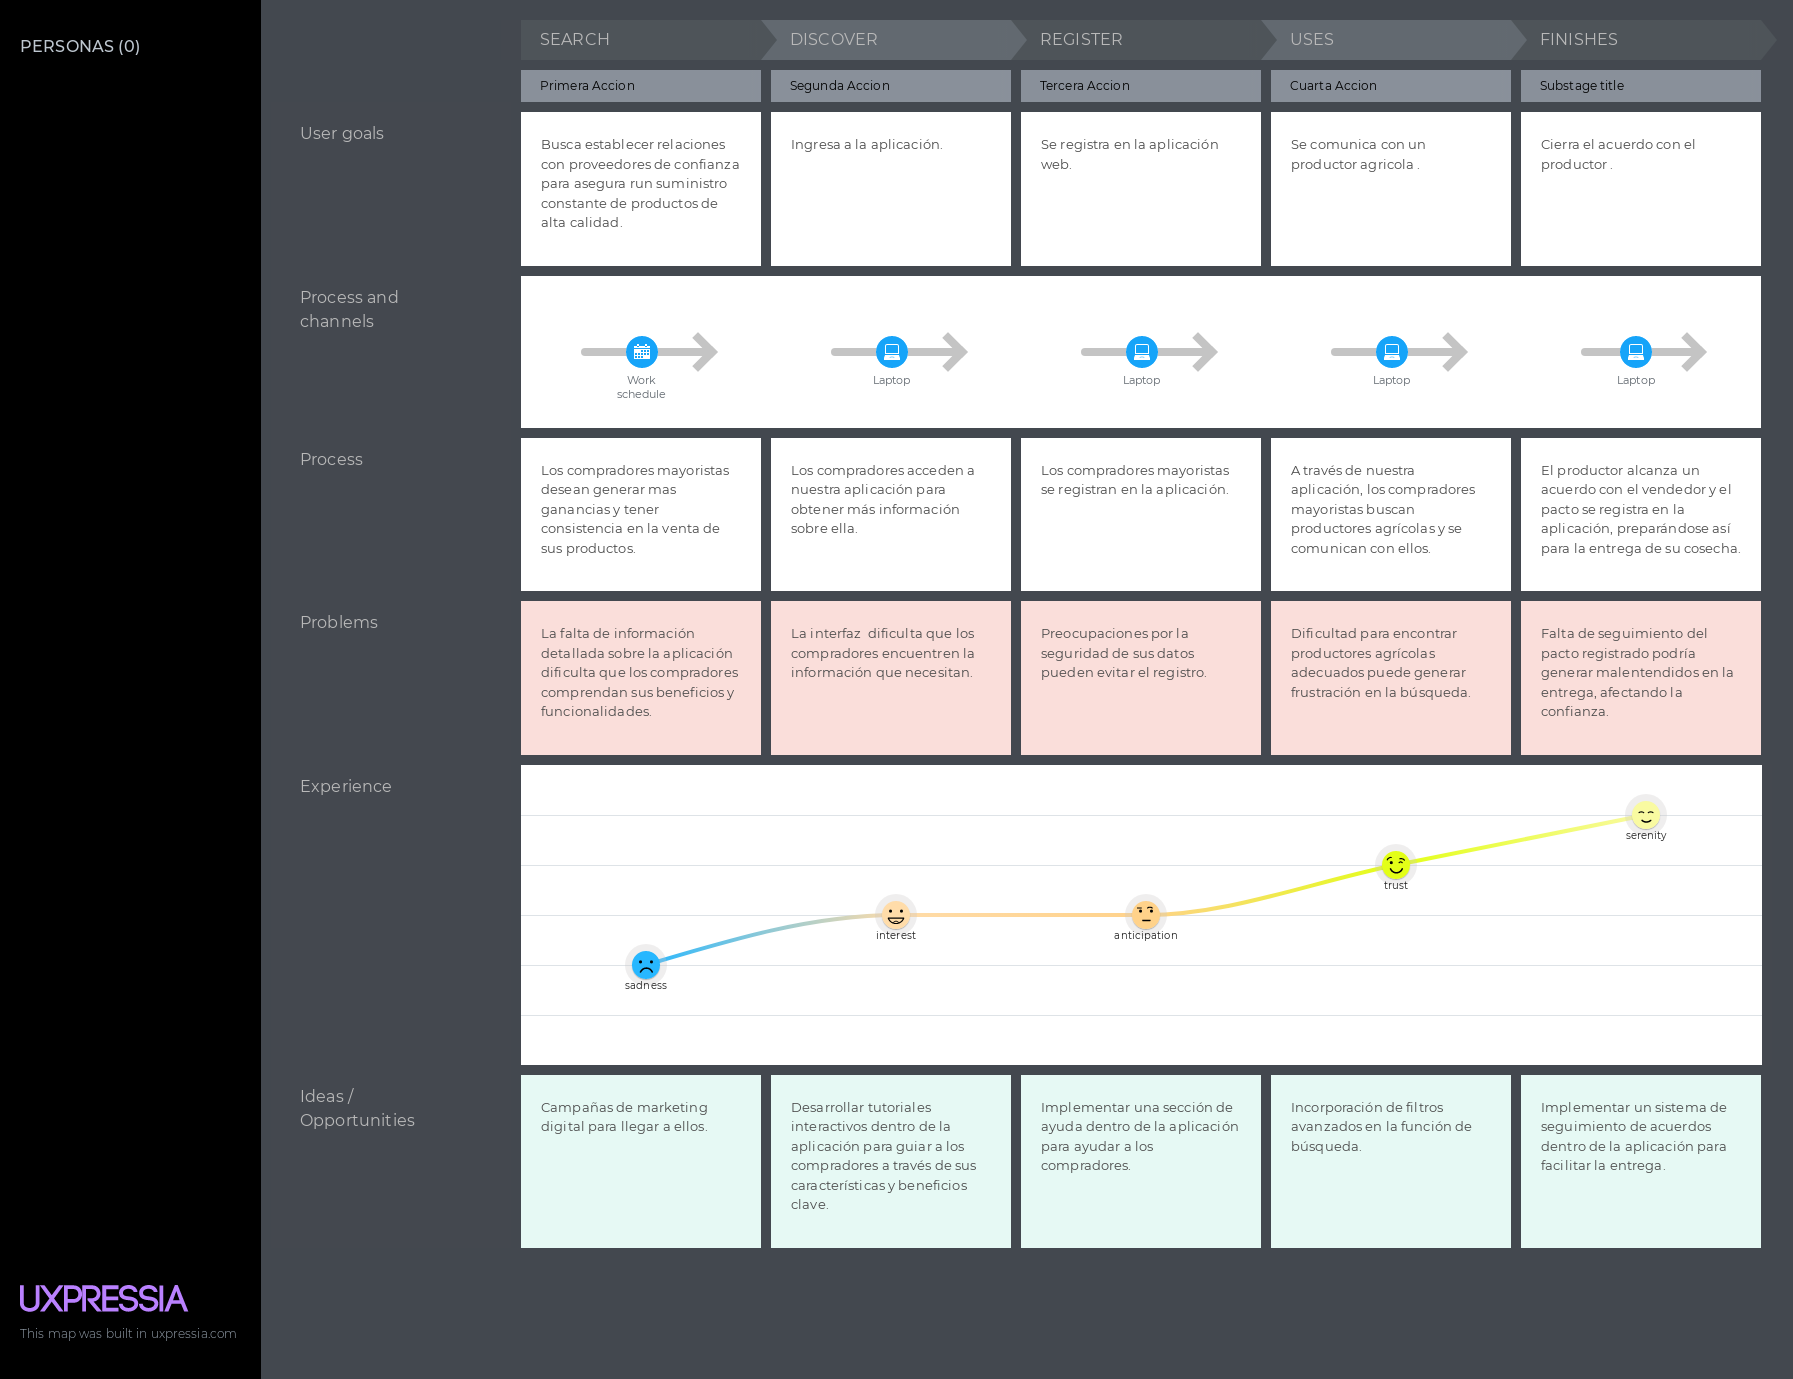 PERSONAS (0)
SEARCH
DISCOVER
REGISTER
USES
FINISHES
Primera Accion
Segunda Accion
Tercera Accion
Cuarta Accion
Substage title
User goals
Busca establecer relaciones
con proveedores de confianza
para asegura run suministro
constante de productos de
alta calidad.
Ingresa a la aplicación.
Se registra en la aplicación
web.
Se comunica con un
productor agricola .
Cierra el acuerdo con el
productor .
Process and
channels
Work
schedule
Laptop
Laptop
Laptop
Laptop
Process
Los compradores mayoristas
desean generar mas
ganancias y tener
consistencia en la venta de
sus productos.
Los compradores acceden a
nuestra aplicación para
obtener más información
sobre ella.
Los compradores mayoristas
se registran en la aplicación.
A través de nuestra
aplicación, los compradores
mayoristas buscan
productores agrícolas y se
comunican con ellos.
El productor alcanza un
acuerdo con el vendedor y el
pacto se registra en la
aplicación, preparándose así
para la entrega de su cosecha.
Problems
La falta de información
detallada sobre la aplicación
dificulta que los compradores
comprendan sus beneficios y
funcionalidades.
La interfaz  dificulta que los
compradores encuentren la
información que necesitan.
Preocupaciones por la
seguridad de sus datos
pueden evitar el registro.
Dificultad para encontrar
productores agrícolas
adecuados puede generar
frustración en la búsqueda.
Falta de seguimiento del
pacto registrado podría
generar malentendidos en la
entrega, afectando la
confianza.
Experience
sadness
interest
anticipation
trust
serenity
Ideas /
Opportunities
Campañas de marketing
digital para llegar a ellos.
Desarrollar tutoriales
interactivos dentro de la
aplicación para guiar a los
compradores a través de sus
características y beneficios
clave.
Implementar una sección de
ayuda dentro de la aplicación
para ayudar a los
compradores.
Incorporación de filtros
avanzados en la función de
búsqueda.
Implementar un sistema de
seguimiento de acuerdos
dentro de la aplicación para
facilitar la entrega.
UXPRESSIA
This map was built in uxpressia.com